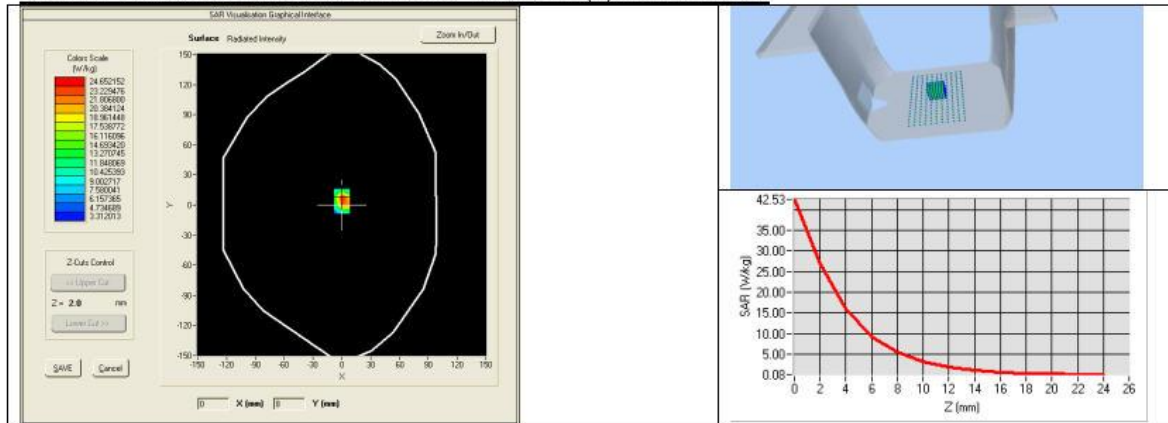 SAR Visualisation Graphical Interface
Surface Radiated Intensity
Zoom In/Out
Colors Scale
(W/kg)
24.652152
23.229476
21.806800
20.384124
18.961448
17.538772
16.116096
14.693420
13.270745
11.848069
10.425393
9.002717
7.580041
6.157365
4.734689
3.312013
Z-Cuts Control
<< Upper Cut
Z = 2.0 mm
Lower Cut >>
SAVE Cancel
Y
150
120
90
60
30
0
-30
-60
-90
-120
-150
-150 -120 -90 -60 -30 0 30 60 90 120 150
X
0 X (mm) 0 Y (mm)
SAR (W/kg)
42.53
35.00
30.00
25.00
20.00
15.00
10.00
5.00
0.08
0 2 4 6 8 10 12 14 16 18 20 22 24 26
Z (mm)